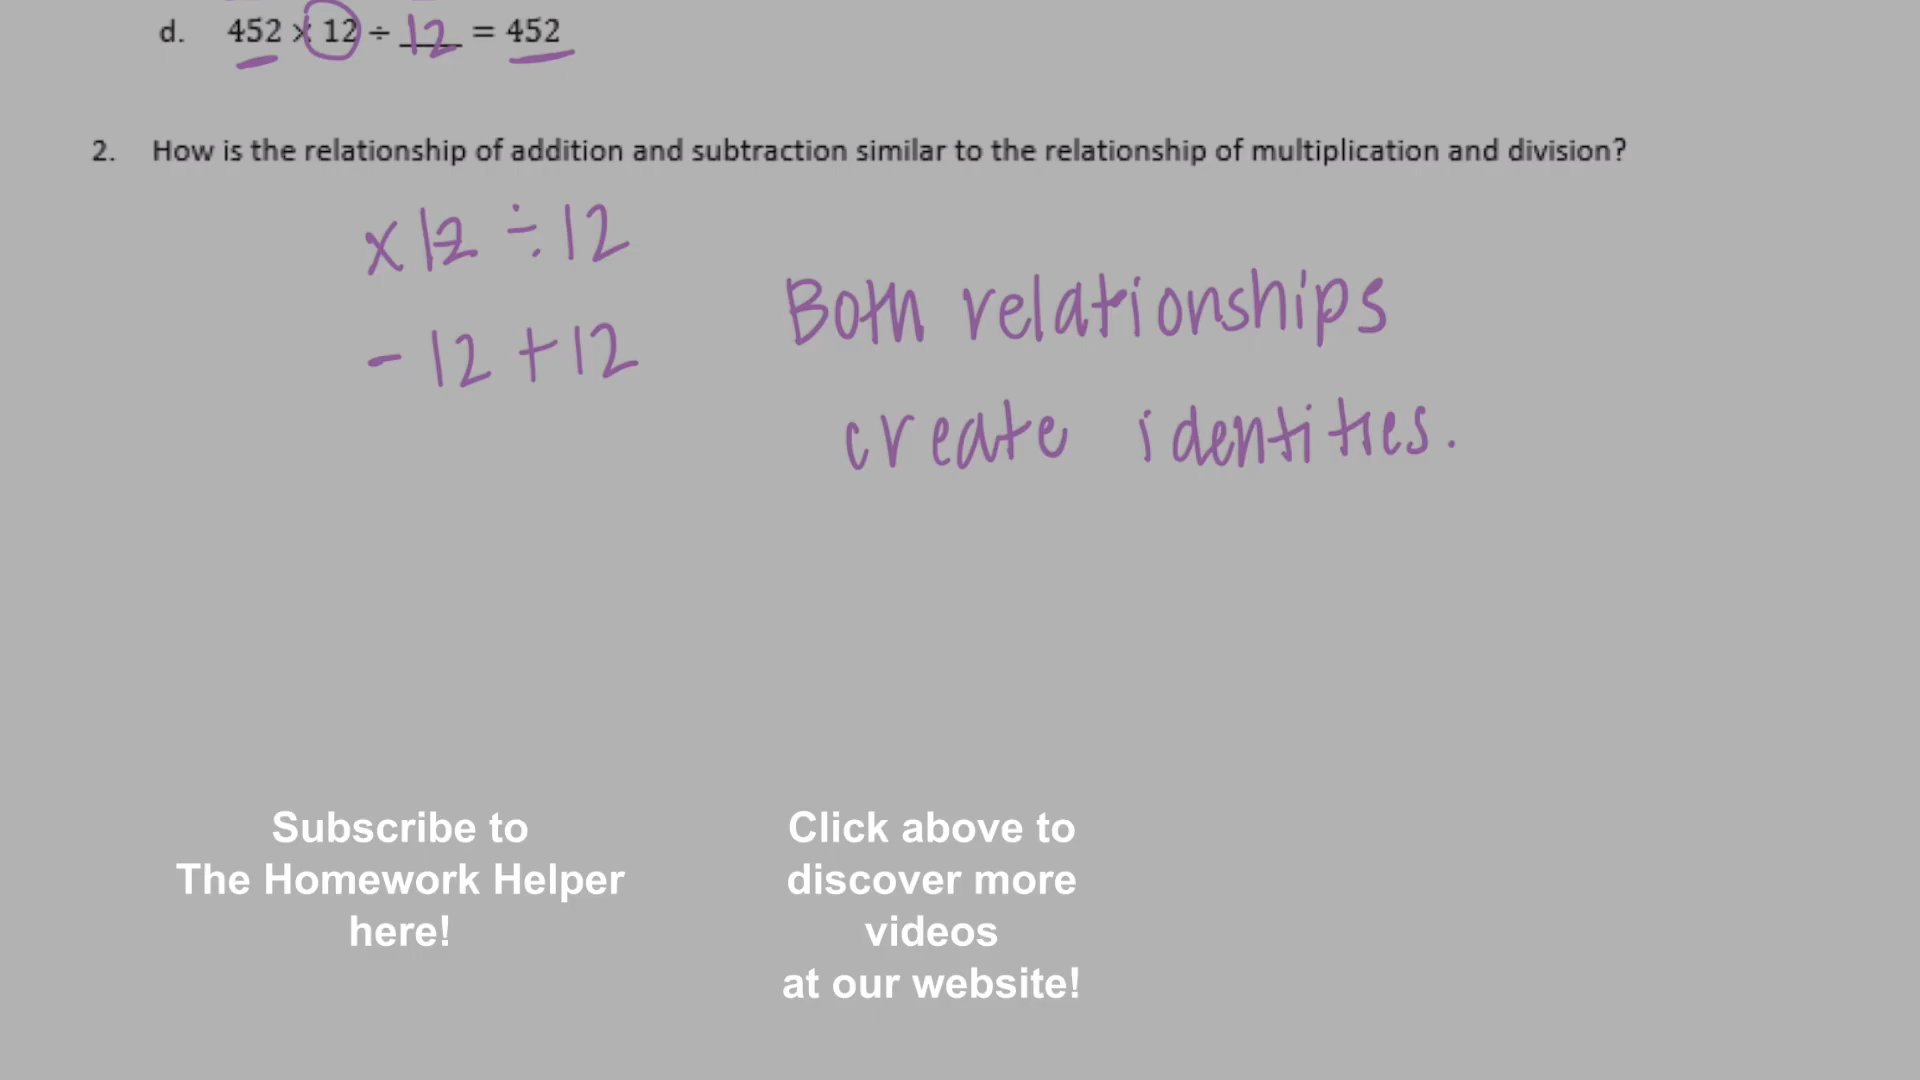 d. 452 × 12 ÷ 12 = 452
2. How is the relationship of addition and subtraction similar to the relationship of multiplication and division?
x 12 ÷ 12
- 12 + 12
Both relationships
create identities.
Subscribe to
The Homework Helper
here!
Click above to
discover more
videos
at our website!